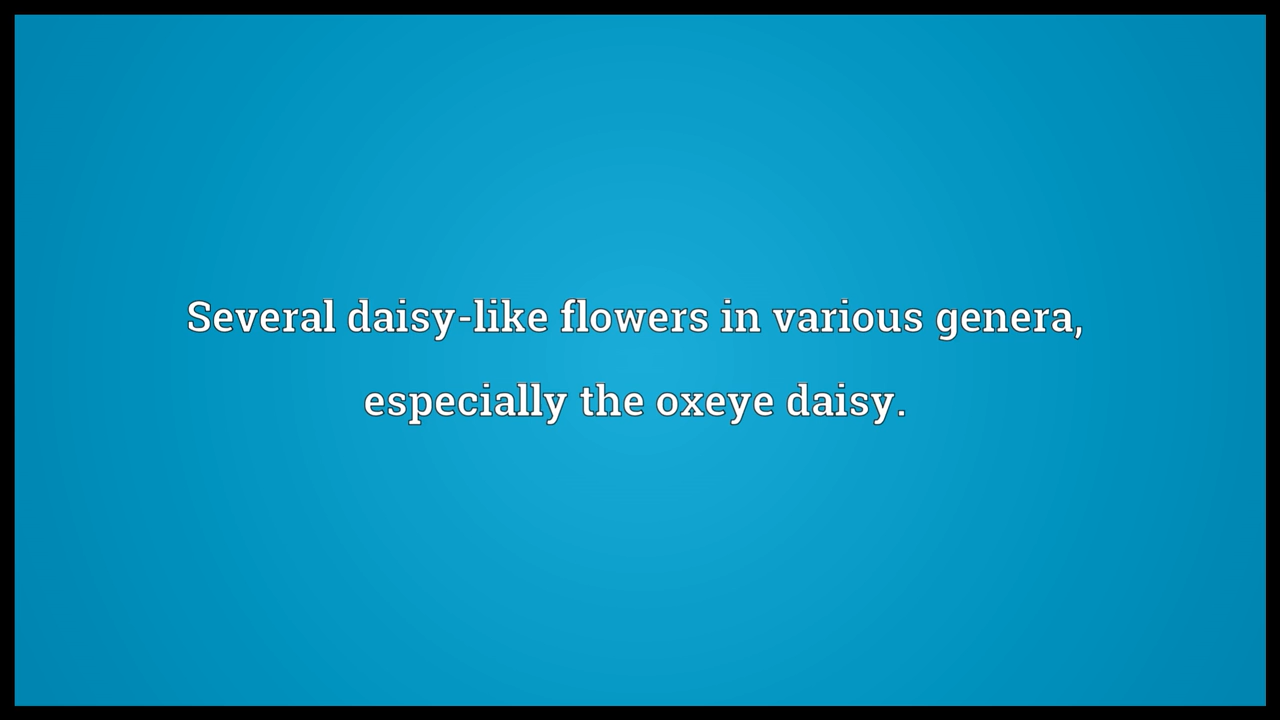 Several daisy-like flowers in various genera,
especially the oxeye daisy.